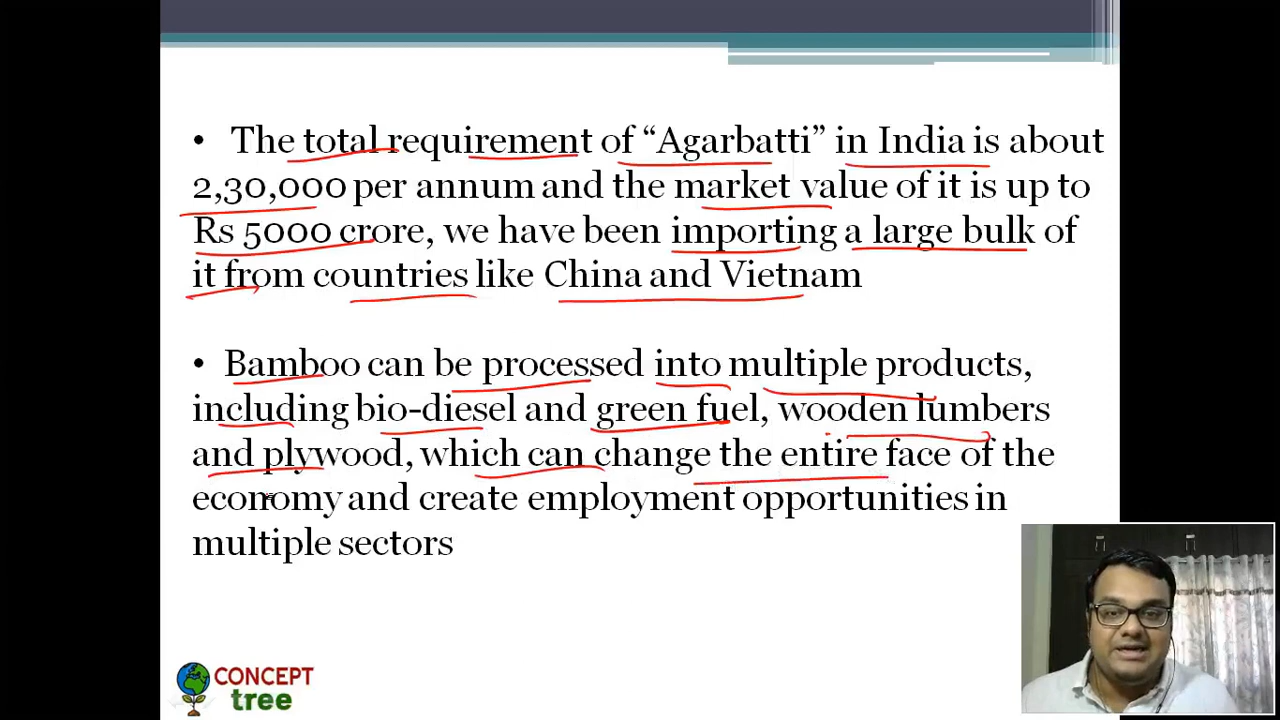 • The total requirement of “Agarbatti” in India is about
2,30,000 per annum and the market value of it is up to
Rs 5000 crore, we have been importing a large bulk of
it from countries like China and Vietnam
• Bamboo can be processed into multiple products,
including bio-diesel and green fuel, wooden lumbers
and plywood, which can change the entire face of the
economy and create employment opportunities in
multiple sectors
CONCEPT
tree